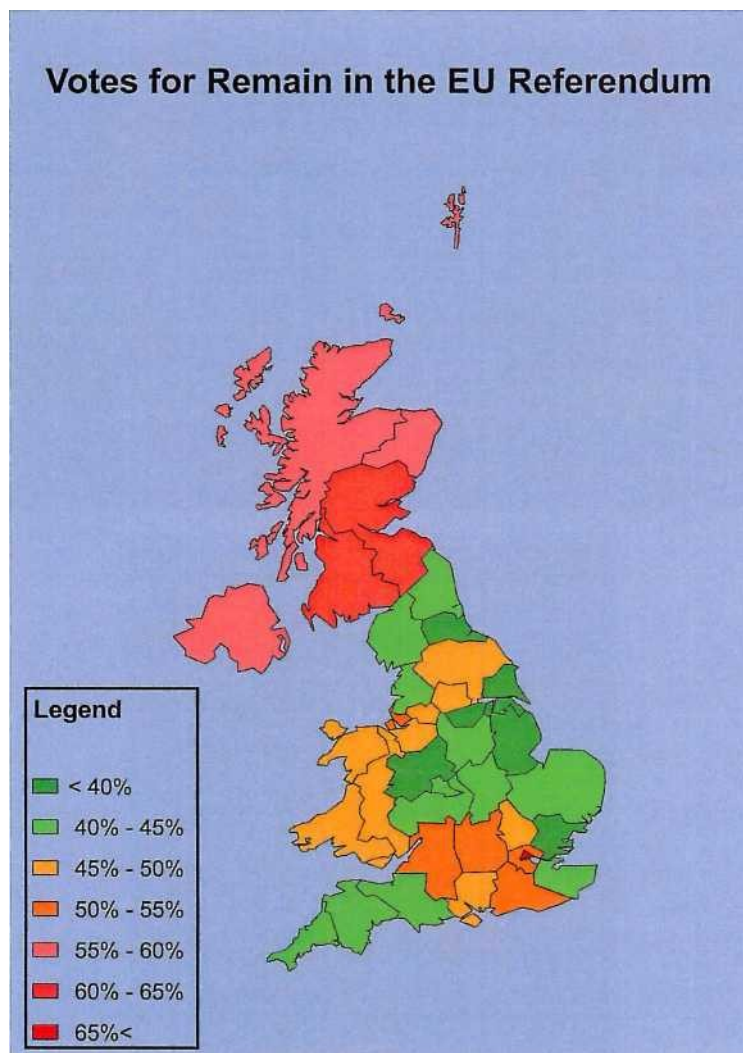 Votes for Remain in the EU Referendum
Legend
< 40%
40% - 45%
45% - 50%
50% - 55%
55% - 60%
60% - 65%
65%<